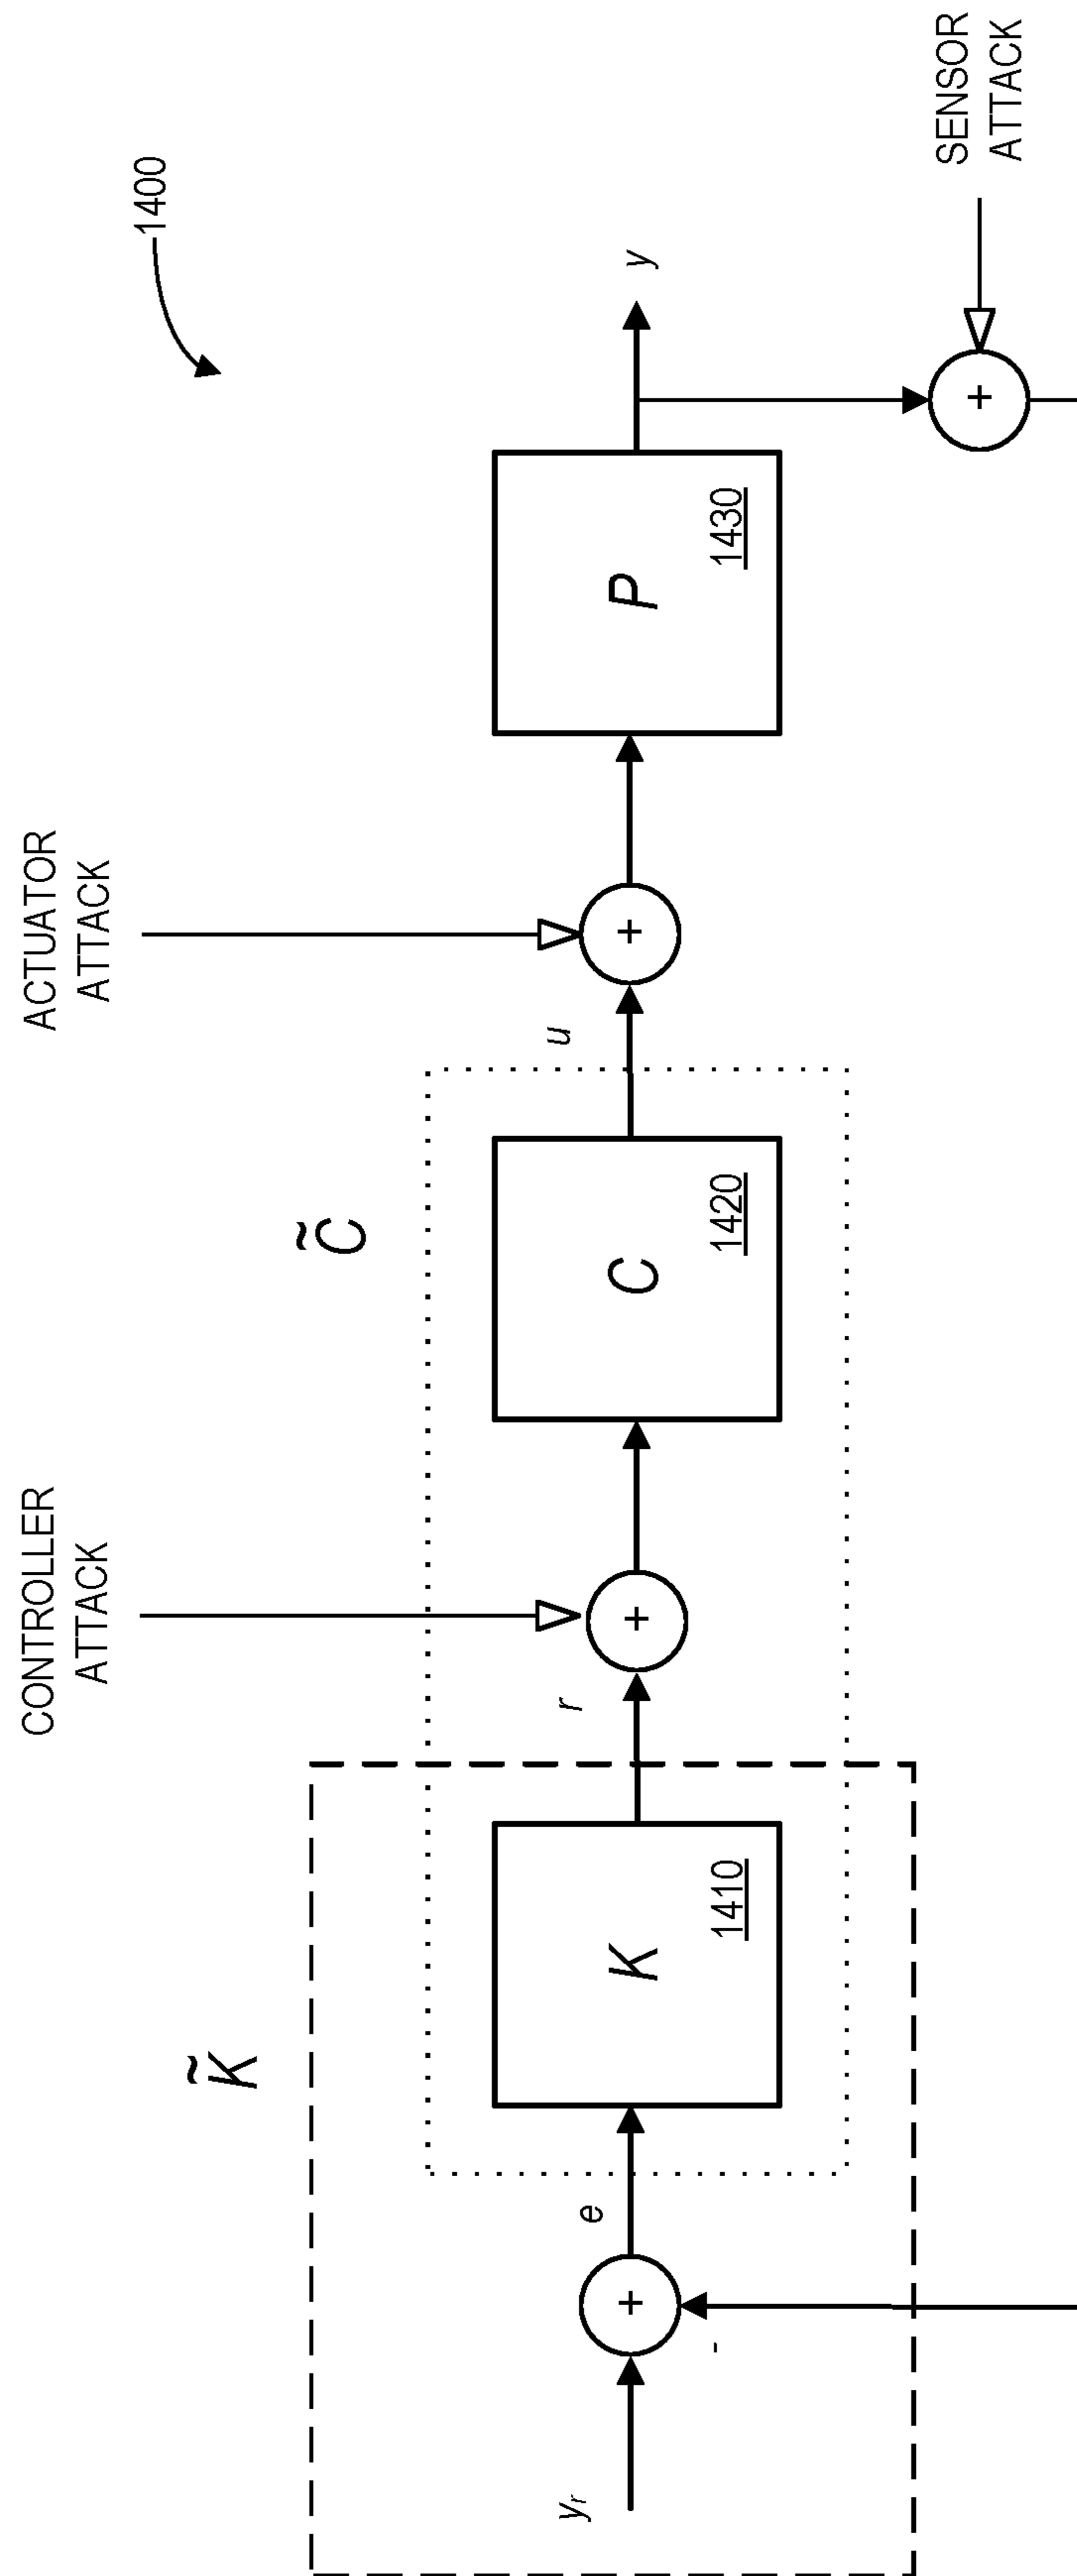 CONTROLLER
ATTACK
ACTUATOR
ATTACK
1400
K̃
C̃
yr
+
-
e
K
1410
r
+
C
1420
u
+
P
1430
y
+
SENSOR
ATTACK